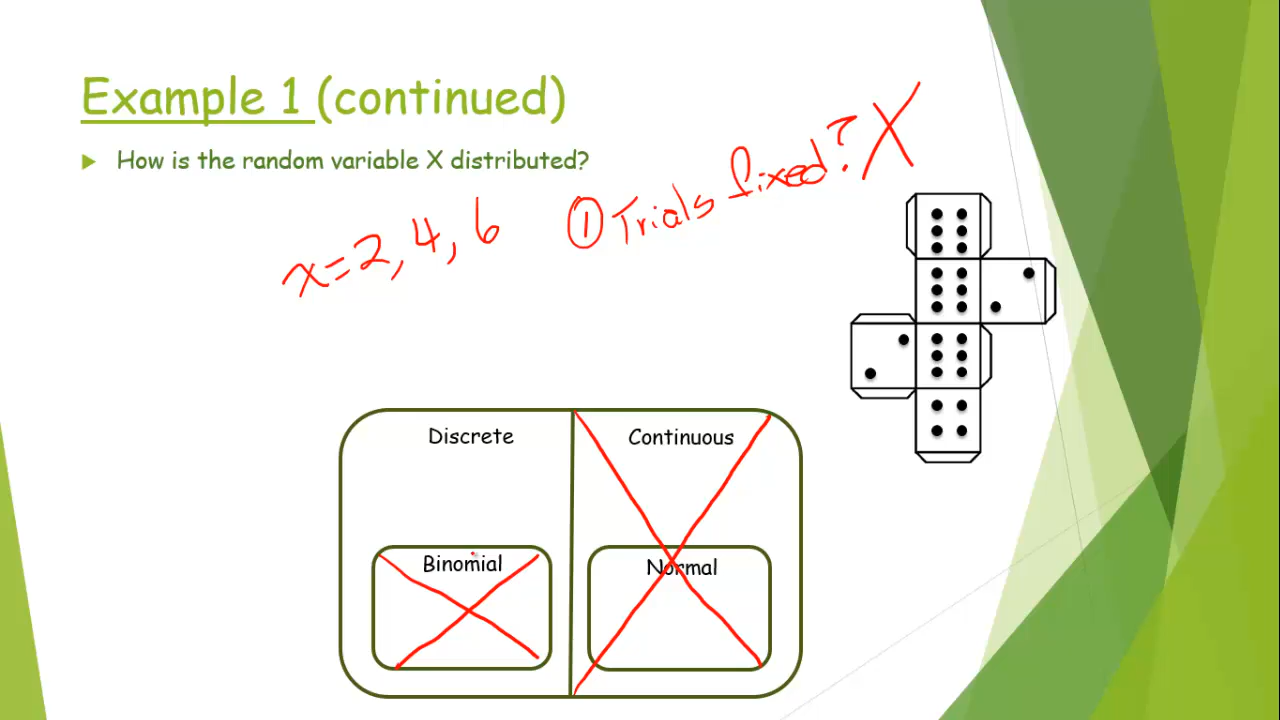 Example 1 (continued)
How is the random variable X distributed?
x=2, 4, 6
① Trials fixed? X
Discrete
Continuous
Binomial
Normal